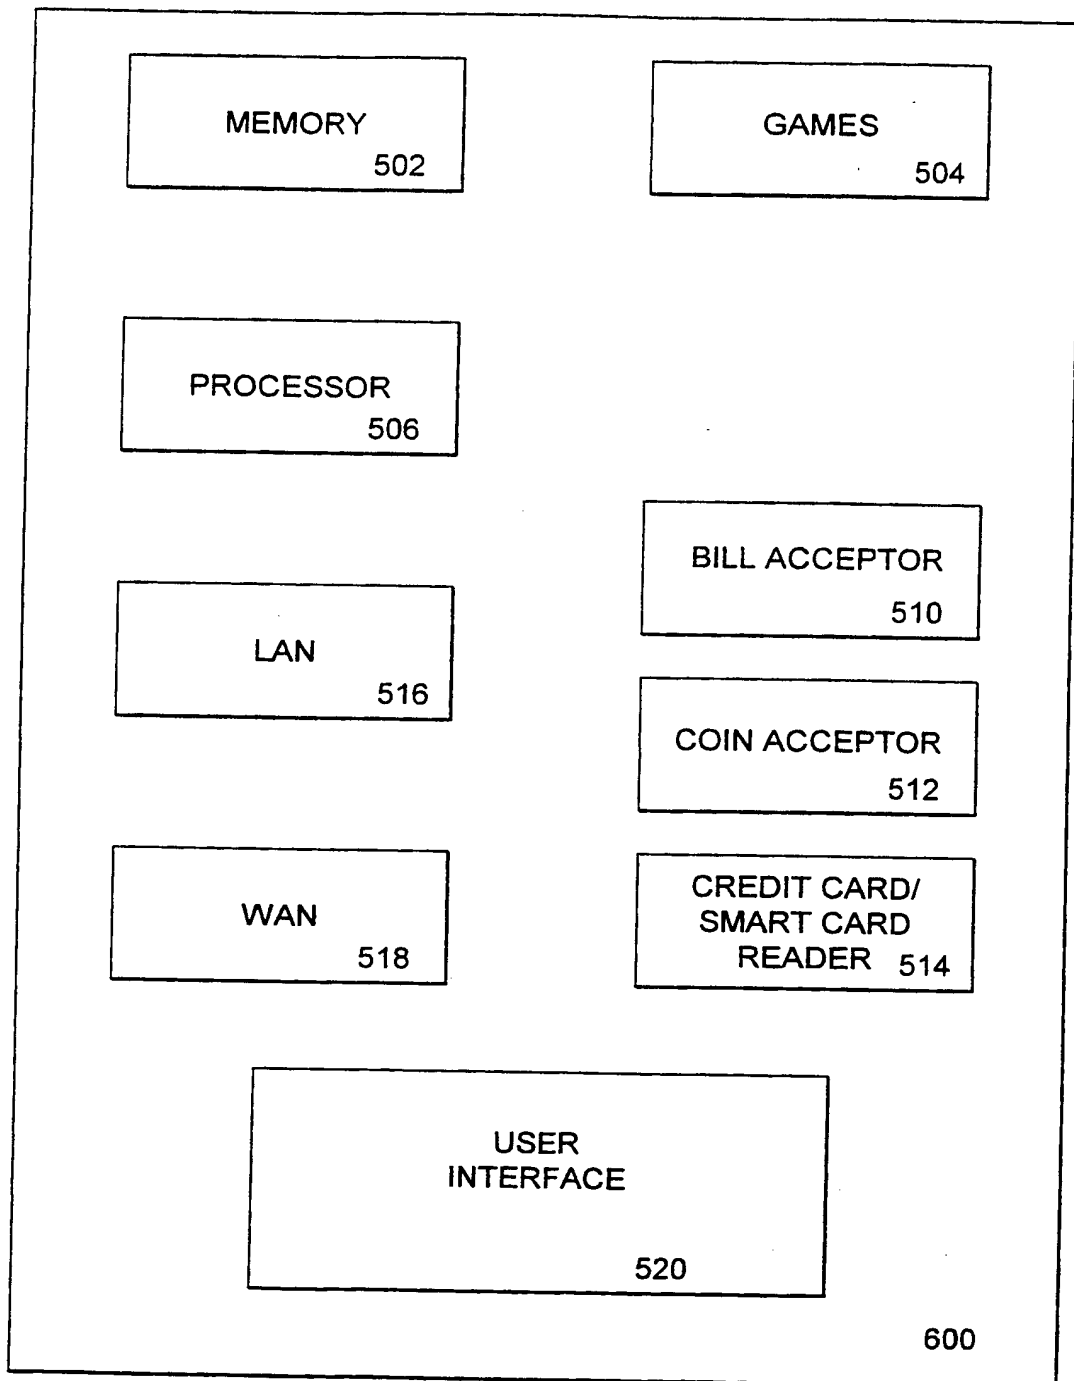 MEMORY
502
GAMES
504
PROCESSOR
506
BILL ACCEPTOR
510
LAN
516
COIN ACCEPTOR
512
WAN
518
CREDIT CARD/
SMART CARD
READER 514
USER
INTERFACE
520
600